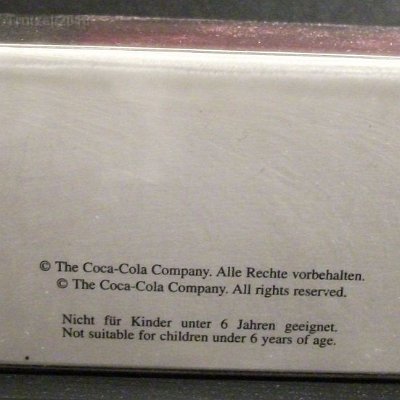 © The Coca-Cola Company. Alle Rechte vorbehalten.
© The Coca-Cola Company. All rights reserved.
Nicht für Kinder unter 6 Jahren geeignet.
Not suitable for children under 6 years of age.